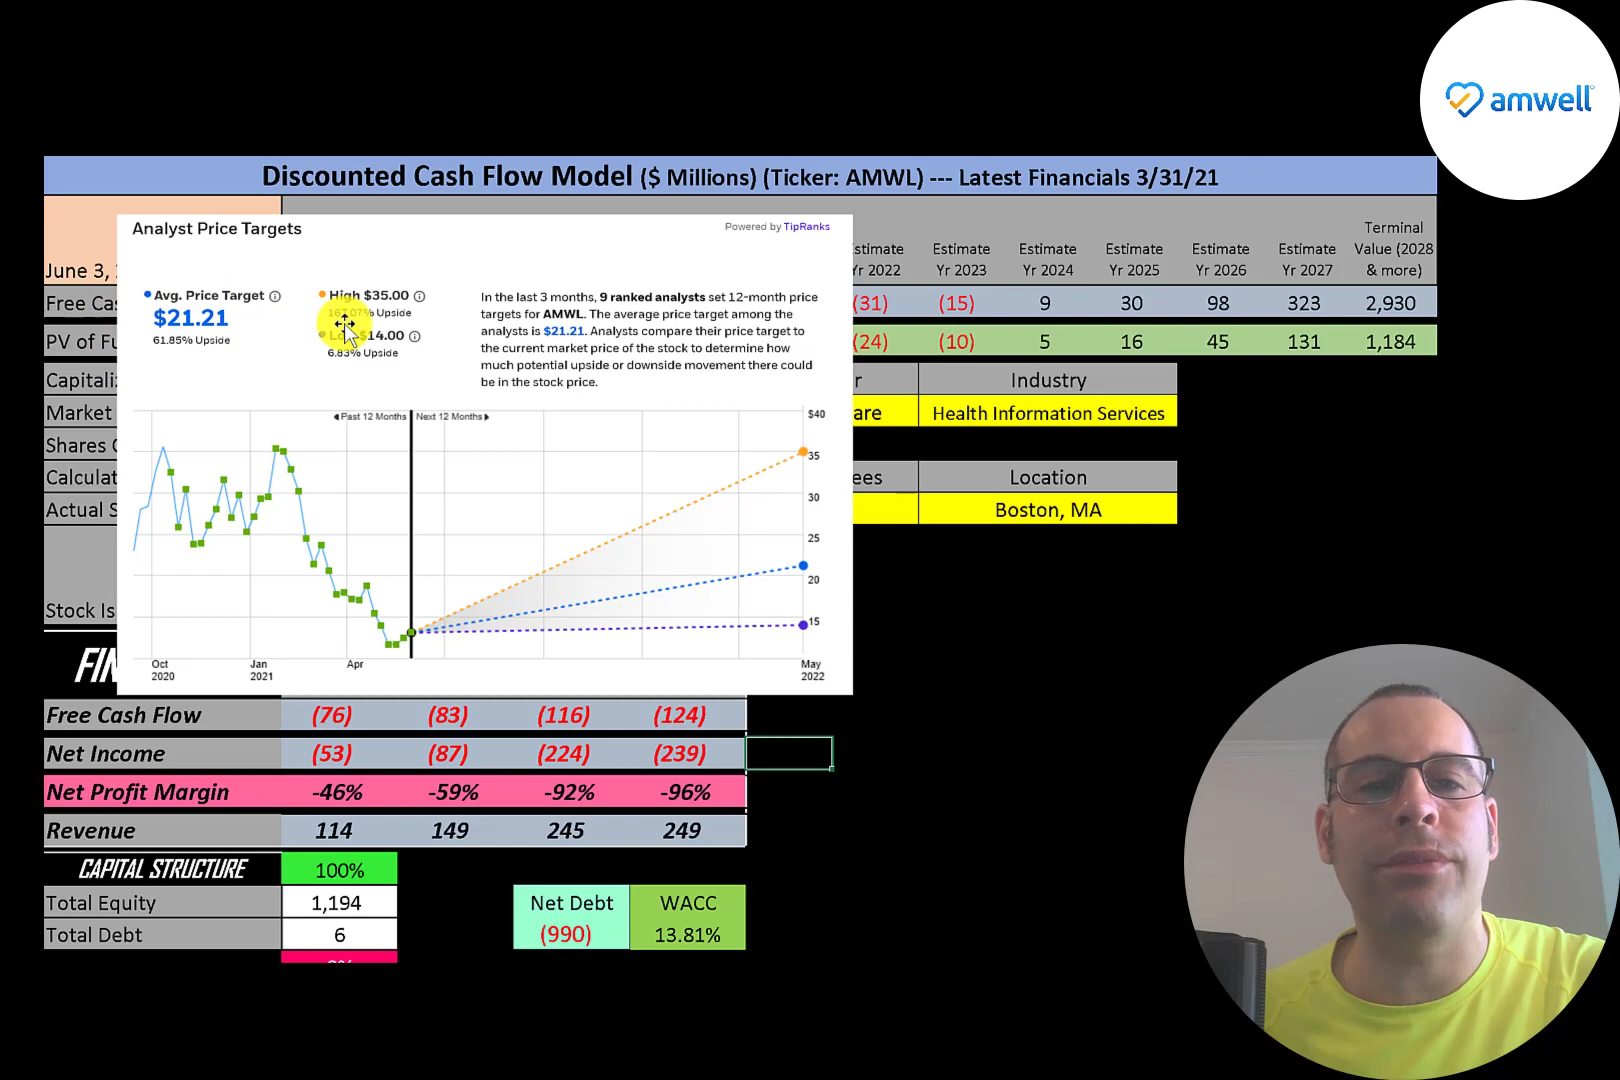 amwell
Discounted Cash Flow Model ($ Millions) (Ticker: AMWL) --- Latest Financials 3/31/21
June 3,
Estimate Yr 2023
Estimate Yr 2024
Estimate Yr 2025
Estimate Yr 2026
Estimate Yr 2027
Terminal Value (2028 & more)
stimate
Yr 2022
Free Cas
(31) (15) 9 30 98 323 2,930
PV of Fu
(24) (10) 5 16 45 131 1,184
Capitaliz
r Industry
Market
are Health Information Services
Shares
Calculat
ees Location
Actual S
Boston, MA
Stock Is
Analyst Price Targets
Powered by TipRanks
Avg. Price Target
$21.21
61.85% Upside
High $35.00
Upside
$14.00
6.83% Upside
In the last 3 months, 9 ranked analysts set 12-month price
targets for AMWL. The average price target among the
analysts is $21.21. Analysts compare their price target to
the current market price of the stock to determine how
much potential upside or downside movement there could
be in the stock price.
Past 12 Months Next 12 Months
$40
35
30
25
20
15
Oct 2020
Jan 2021
Apr
May 2022
FIN
Free Cash Flow (76) (83) (116) (124)
Net Income (53) (87) (224) (239)
Net Profit Margin -46% -59% -92% -96%
Revenue 114 149 245 249
CAPITAL STRUCTURE 100%
Total Equity 1,194 Net Debt WACC
Total Debt 6 (990) 13.81%